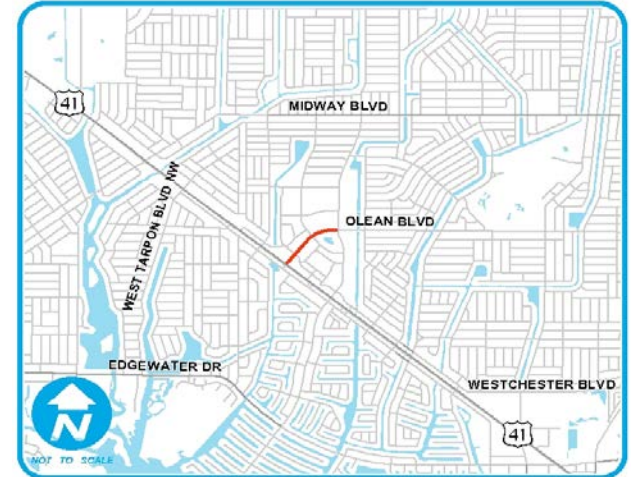 41
MIDWAY BLVD
WEST TARPON BLVD NW
OLEAN BLVD
EDGEWATER DR
WESTCHESTER BLVD
41
N
NOT TO SCALE